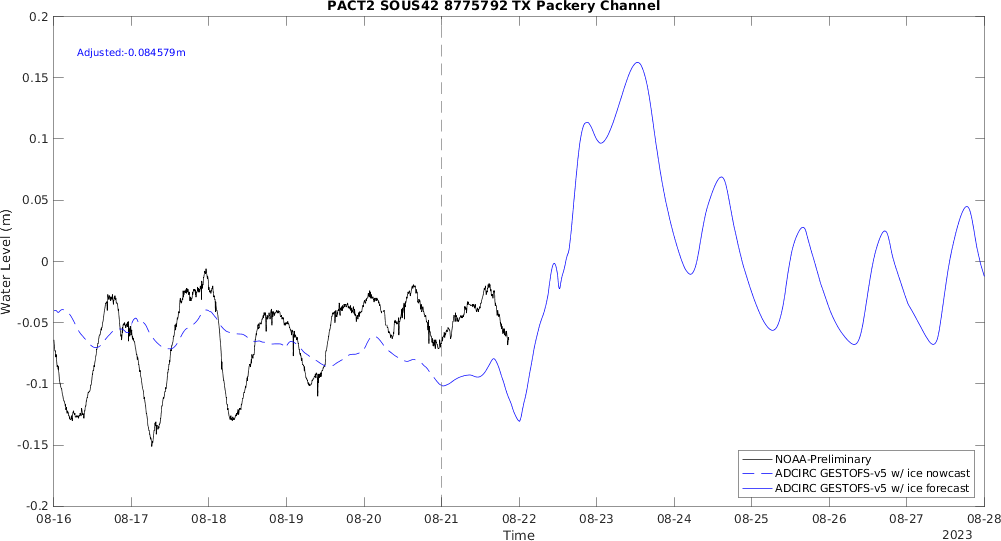 PACT2 SOUS42 8775792 TX Packery Channel
Adjusted:-0.084579m
Water Level (m)
0.2
0.15
0.1
0.05
0
-0.05
-0.1
-0.15
-0.2
NOAA-Preliminary
ADCIRC GESTOFS-v5 w/ ice nowcast
ADCIRC GESTOFS-v5 w/ ice forecast
08-16 08-17 08-18 08-19 08-20 08-21 08-22 08-23 08-24 08-25 08-26 08-27 08-28
Time
2023